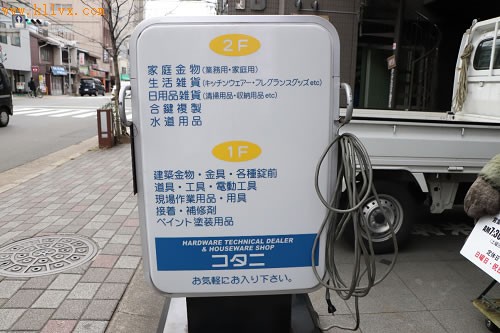 www.klivx.com
2F
家庭金物(業務用・家庭用)
生活雑貨(キッチンウェアー・フレグランスグッズetc)
日用品雑貨(清掃用品・収納用品etc)
合鍵複製
水道用品
1F
建築金物・金具・各種錠前
道具・工具・電動工具
現場作業用品・用具
接着・補修剤
ペイント塗装用品
HARDWARE TECHNICAL DEALER
& HOUSEWARE SHOP
コタニ
お気軽にお入り下さい。